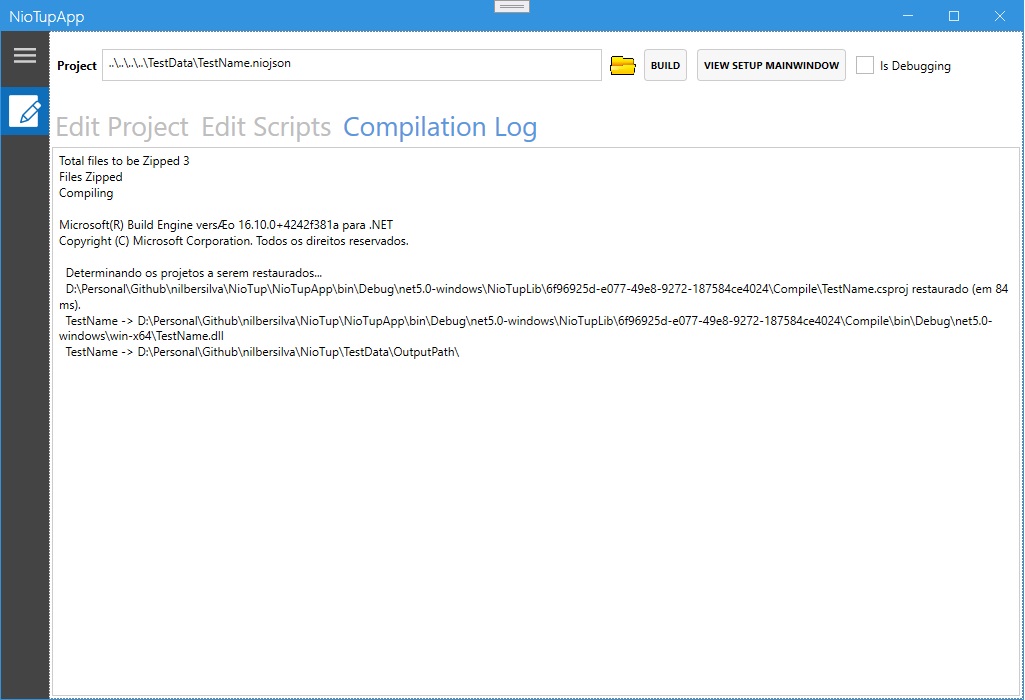 NioTupApp
Project ..\..\..\..\TestData\TestName.niojson BUILD VIEW SETUP MAINWINDOW Is Debugging
Edit Project Edit Scripts Compilation Log
Total files to be Zipped 3
Files Zipped
Compiling
Microsoft(R) Build Engine versÆo 16.10.0+4242f381a para .NET
Copyright (C) Microsoft Corporation. Todos os direitos reservados.
Determinando os projetos a serem restaurados...
D:\Personal\Github\nilbersilva\NioTup\NioTupApp\bin\Debug\net5.0-windows\NioTupLib\6f96925d-e077-49e8-9272-187584ce4024\Compile\TestName.csproj restaurado (em 84
ms).
TestName -> D:\Personal\Github\nilbersilva\NioTup\NioTupApp\bin\Debug\net5.0-windows\NioTupLib\6f96925d-e077-49e8-9272-187584ce4024\Compile\bin\Debug\net5.0-
windows\win-x64\TestName.dll
TestName -> D:\Personal\Github\nilbersilva\NioTup\TestData\OutputPath\